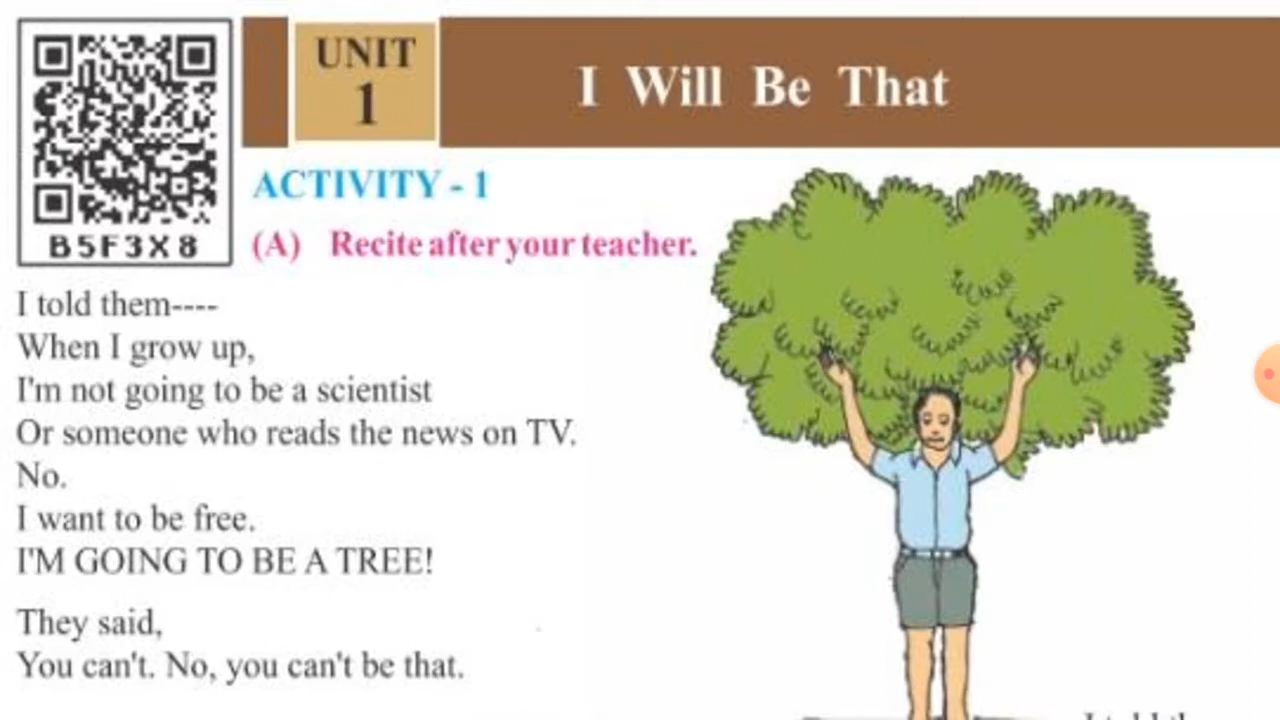 UNIT
1
I Will Be That
B5F3X8
ACTIVITY - 1
(A) Recite after your teacher.
I told them----
When I grow up,
I'm not going to be a scientist
Or someone who reads the news on TV.
No.
I want to be free.
I'M GOING TO BE A TREE!
They said,
You can't. No, you can't be that.